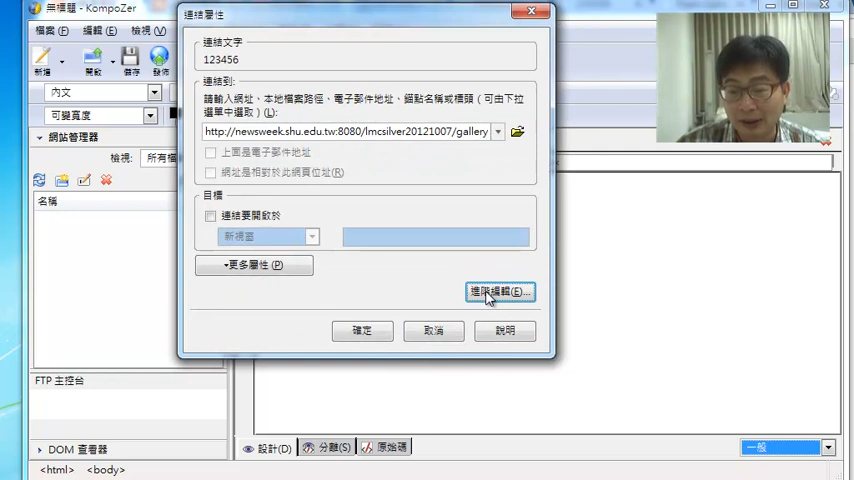 無標題 - KompoZer
檔案(F) 編輯(E) 檢視(V)
新增 開啟 儲存 發佈
內文
可變寬度
網站管理器
檢視: 所有檔
名稱
FTP 主控台
DOM 查看器
<html> <body>
連結屬性
連結文字
123456
連結到:
請輸入網址、本地檔案路徑、電子郵件地址、錨點名稱或標頭 (可由下拉
選單中選取)(L):
http://newsweek.shu.edu.tw:8080/lmcsilver20121007/gallery
上面是電子郵件地址
網址是相對於此網頁位址(R)
目標
連結要開啟於
新視窗
更多屬性(P)
進階編輯(E)...
確定 取消 說明
設計(D) 分離(S) 原始碼
一般